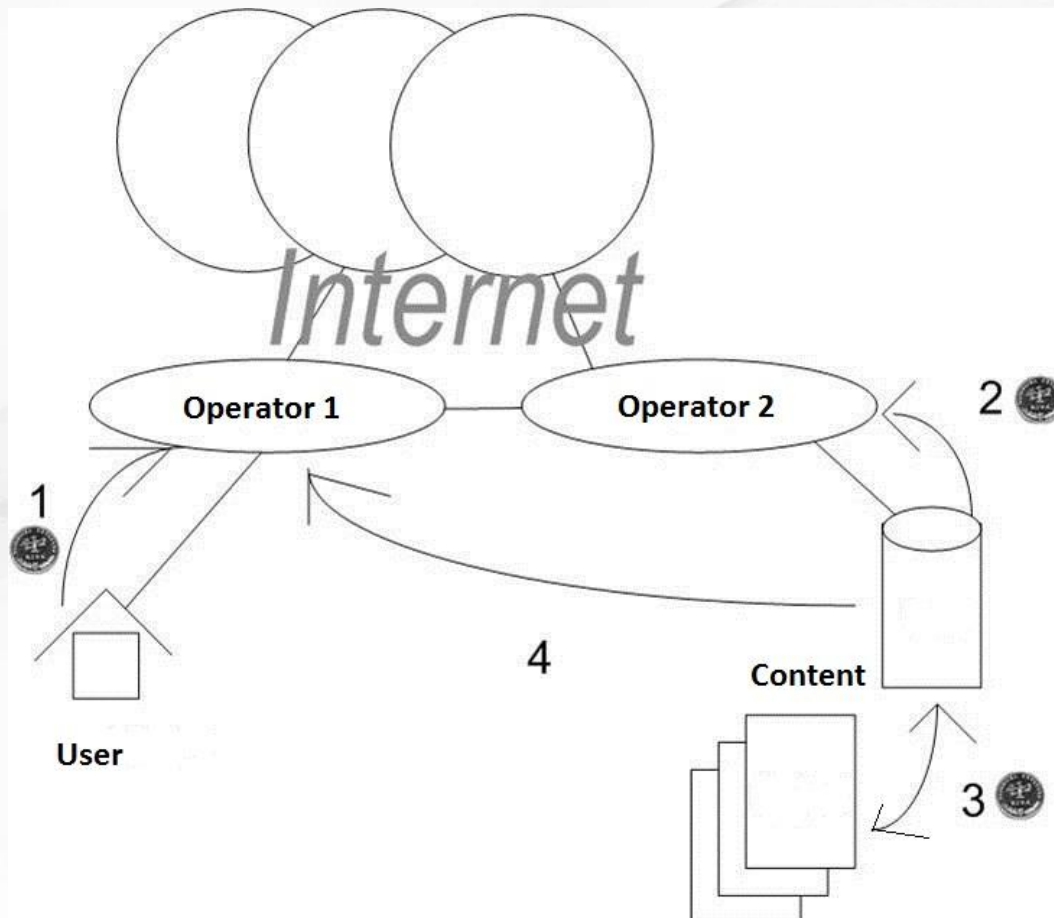 Internet
Operator 1
Operator 2
2
1
4
Content
User
3